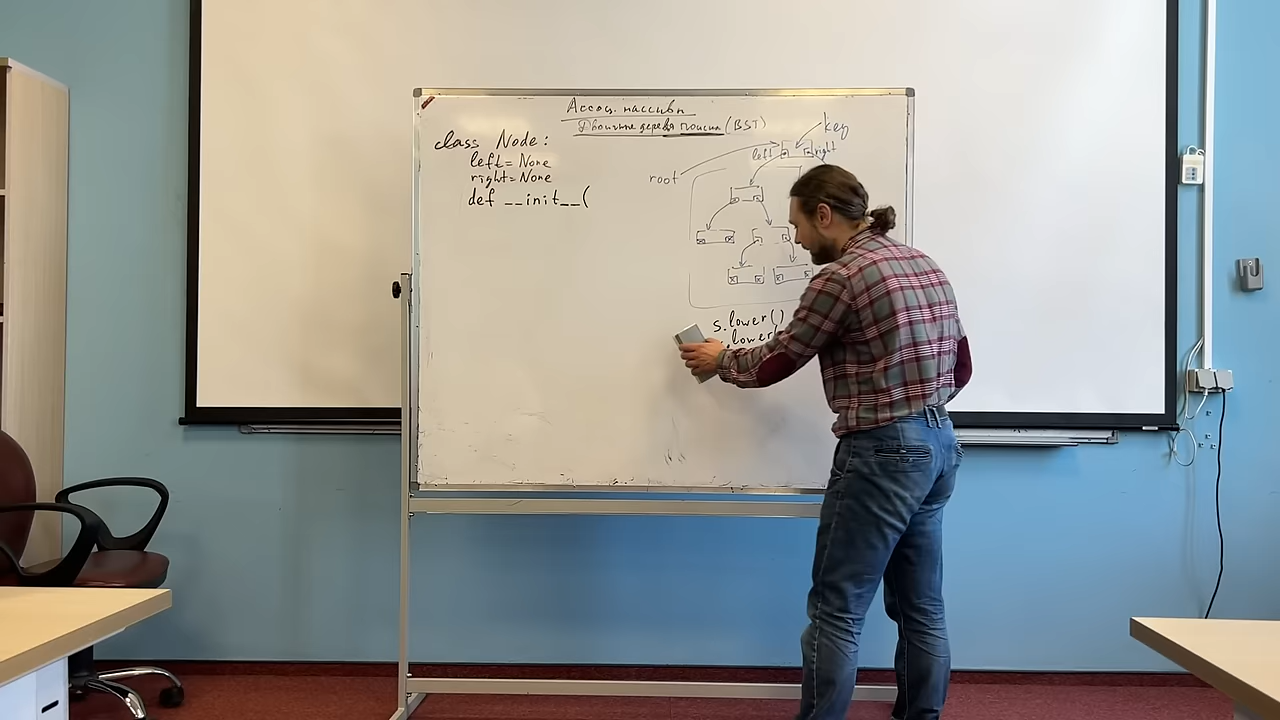 Ассоц. массивы
Двоичные деревья поиска (BST)
class Node:
left = None
right = None
def __init__(
key
left
right
root
s.lower()
.lower(